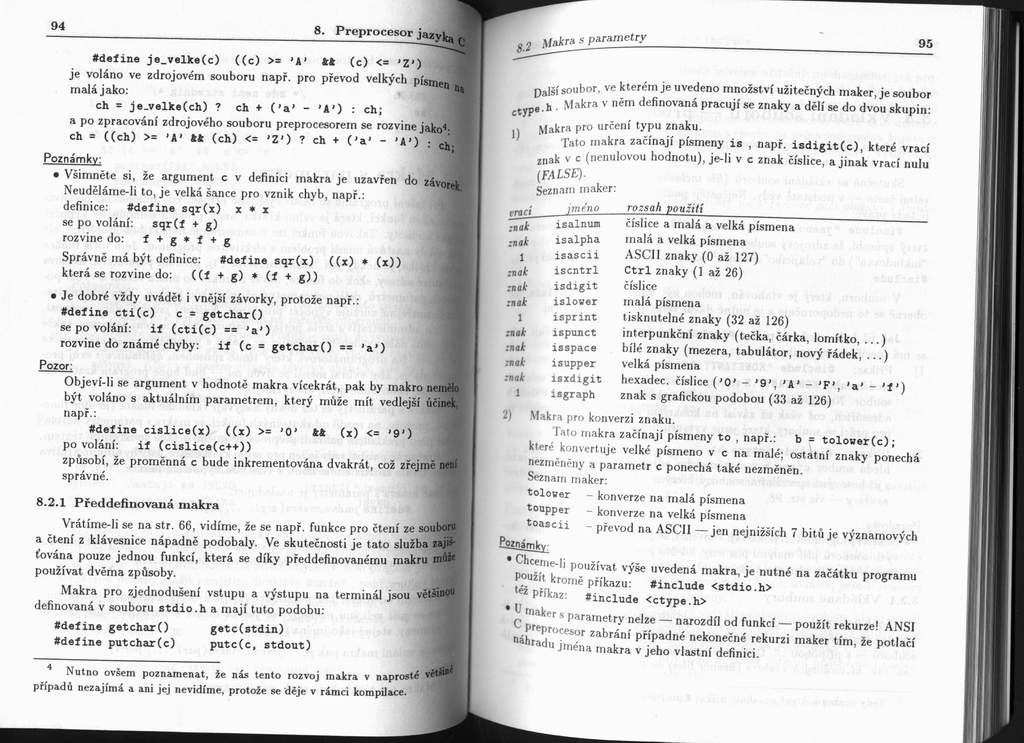 94
8. Preprocesor jazyka C
#define je_velke(c) ((c) >= 'A' && (c) <= 'Z')
je voláno ve zdrojovém souboru např. pro převod velkých písmen na
malá jako:
ch = je_velke(ch) ? ch + ('a' - 'A') : ch;
a po zpracování zdrojového souboru preprocesorem se rozvine jako⁴:
ch = ((ch) >= 'A' && (ch) <= 'Z') ? ch + ('a' - 'A') : ch;
Poznámky:
• Všimněte si, že argument c v definici makra je uzavřen do závorek.
Neuděláme-li to, je velká šance pro vznik chyb, např.:
definice: #define sqr(x) x * x
se po volání: sqr(f + g)
rozvine do: f + g * f + g
Správně má být definice: #define sqr(x) ((x) * (x))
která se rozvine do: ((f + g) * (f + g))
• Je dobré vždy uvádět i vnější závorky, protože např.:
#define cti(c) c = getchar()
se po volání: if (cti(c) == 'a')
rozvine do známé chyby: if (c = getchar() == 'a')
Pozor:
Objeví-li se argument v hodnotě makra vícekrát, pak by makro nemělo
být voláno s aktuálním parametrem, který může mít vedlejší účinek,
např.:
#define cislice(x) ((x) >= '0' && (x) <= '9')
po volání: if (cislice(c++))
způsobí, že proměnná c bude inkrementována dvakrát, což zřejmě není
správné.
8.2.1 Předdefinovaná makra
Vrátíme-li se na str. 66, vidíme, že se např. funkce pro čtení ze souboru
a čtení z klávesnice nápadně podobaly. Ve skutečnosti je tato služba zajiš-
ťována pouze jednou funkcí, která se díky předdefinovanému makru může
používat dvěma způsoby.
Makra pro zjednodušení vstupu a výstupu na terminál jsou většinou
definovaná v souboru stdio.h a mají tuto podobu:
#define getchar() getc(stdin)
#define putchar(c) putc(c, stdout)
⁴ Nutno ovšem poznamenat, že nás tento rozvoj makra v naprosté většině
případů nezajímá a ani jej nevidíme, protože se děje v rámci kompilace.
8.2 Makra s parametry
95
Další soubor, ve kterém je uvedeno množství užitečných maker, je soubor
ctype.h . Makra v něm definovaná pracují se znaky a dělí se do dvou skupin:
1) Makra pro určení typu znaku.
Tato makra začínají písmeny is , např. isdigit(c), které vrací
znak v c (nenulovou hodnotu), je-li v c znak číslice, a jinak vrací nulu
(FALSE).
Seznam maker:
vrací jméno rozsah použití
znak isalnum číslice a malá a velká písmena
znak isalpha malá a velká písmena
1 isascii ASCII znaky (0 až 127)
znak iscntrl Ctrl znaky (1 až 26)
znak isdigit číslice
znak islower malá písmena
1 isprint tisknutelné znaky (32 až 126)
znak ispunct interpunkční znaky (tečka, čárka, lomítko, ...)
znak isspace bílé znaky (mezera, tabulátor, nový řádek, ...)
znak isupper velká písmena
znak isxdigit hexadec. číslice ('0' - '9', 'A' - 'F', 'a' - 'f')
1 isgraph znak s grafickou podobou (33 až 126)
2) Makra pro konverzi znaku.
Tato makra začínají písmeny to , např.: b = tolower(c);
které konvertuje velké písmeno v c na malé; ostatní znaky ponechá
nezměněny a parametr c ponechá také nezměněn.
Seznam maker:
tolower – konverze na malá písmena
toupper – konverze na velká písmena
toascii – převod na ASCII — jen nejnižších 7 bitů je významových
Poznámky:
• Chceme-li používat výše uvedená makra, je nutné na začátku programu
použít kromě příkazu: #include <stdio.h>
též příkaz: #include <ctype.h>
• U maker s parametry nelze — narozdíl od funkcí — použít rekurze! ANSI
C preprocesor zabrání případné nekonečné rekurzi maker tím, že potlačí
náhradu jména makra v jeho vlastní definici.